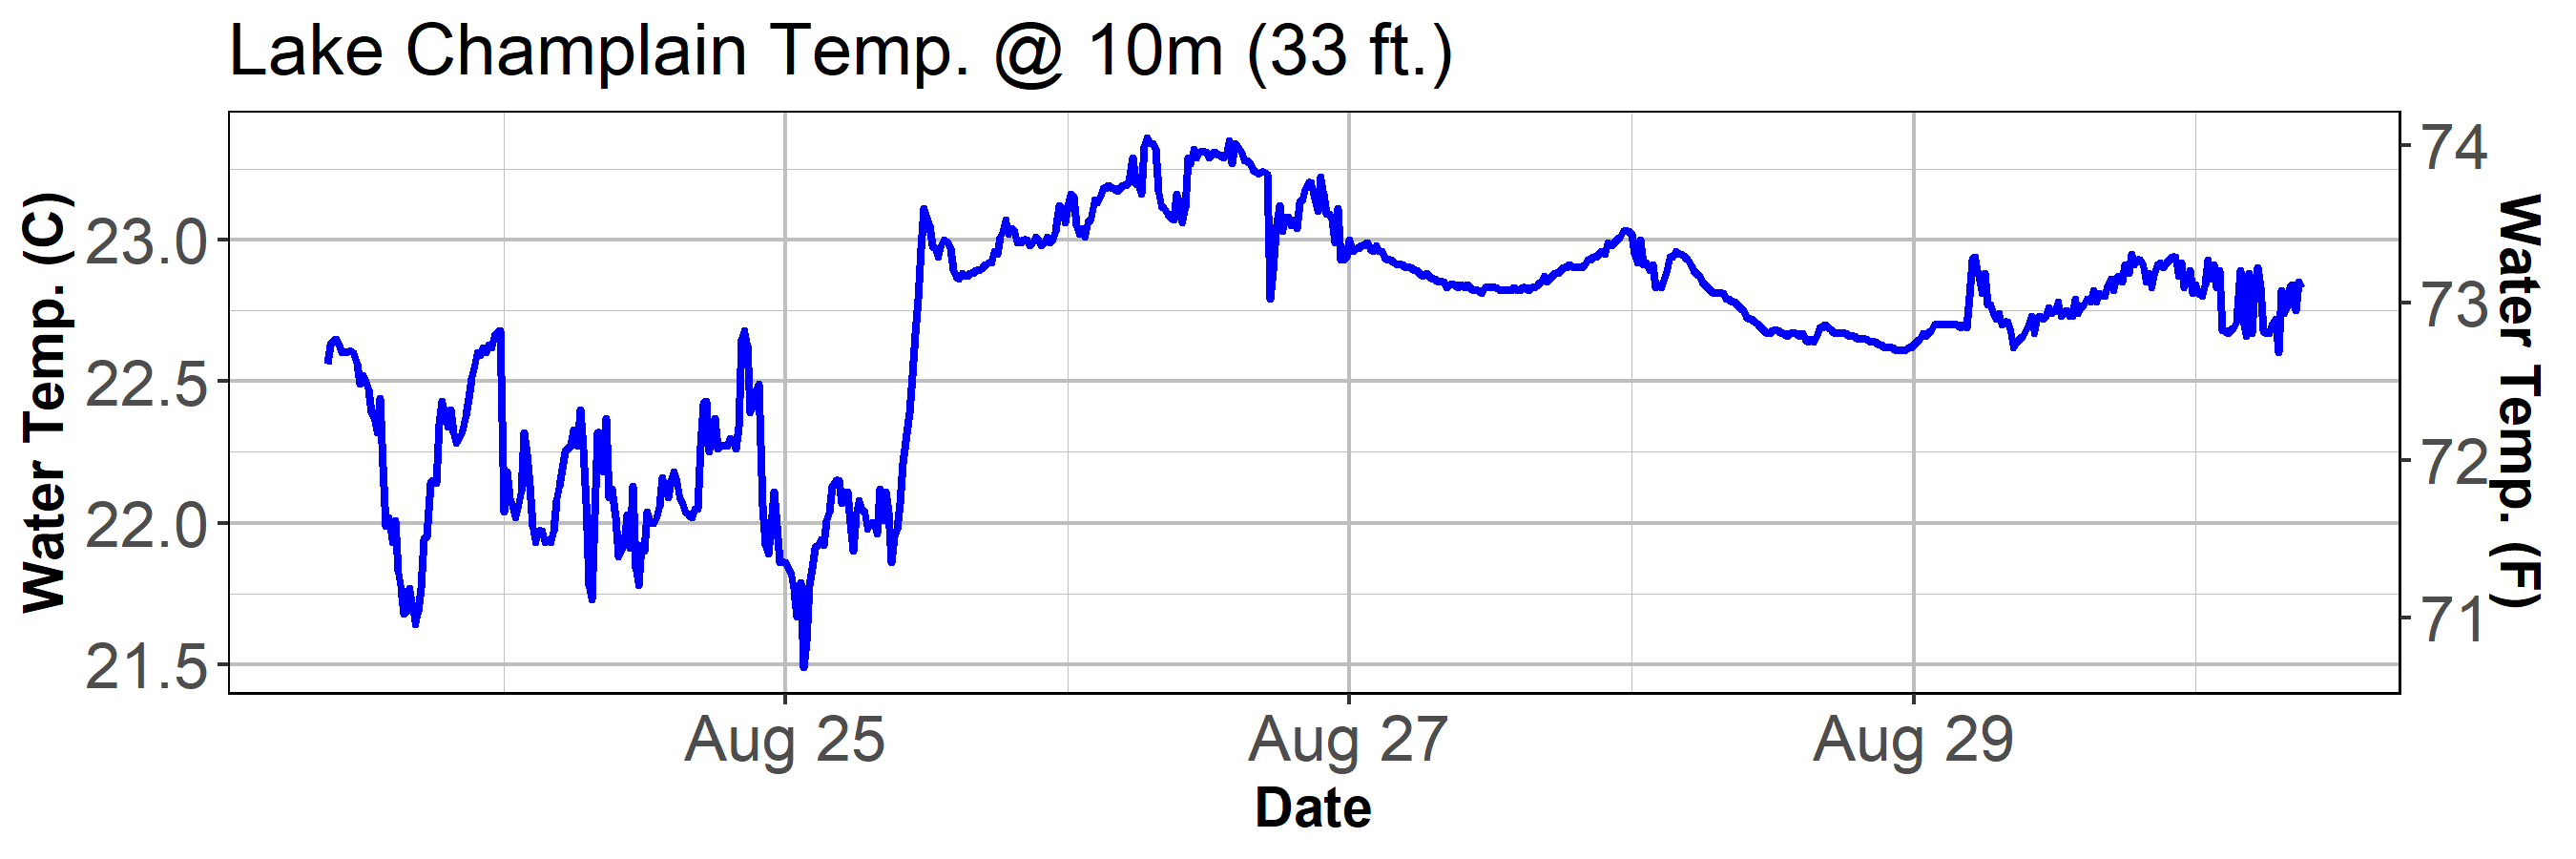 Lake Champlain Temp. @ 10m (33 ft.)
Water Temp. (C)
23.0
22.5
22.0
21.5
74
73
72
71
Water Temp. (F)
Aug 25
Aug 27
Aug 29
Date